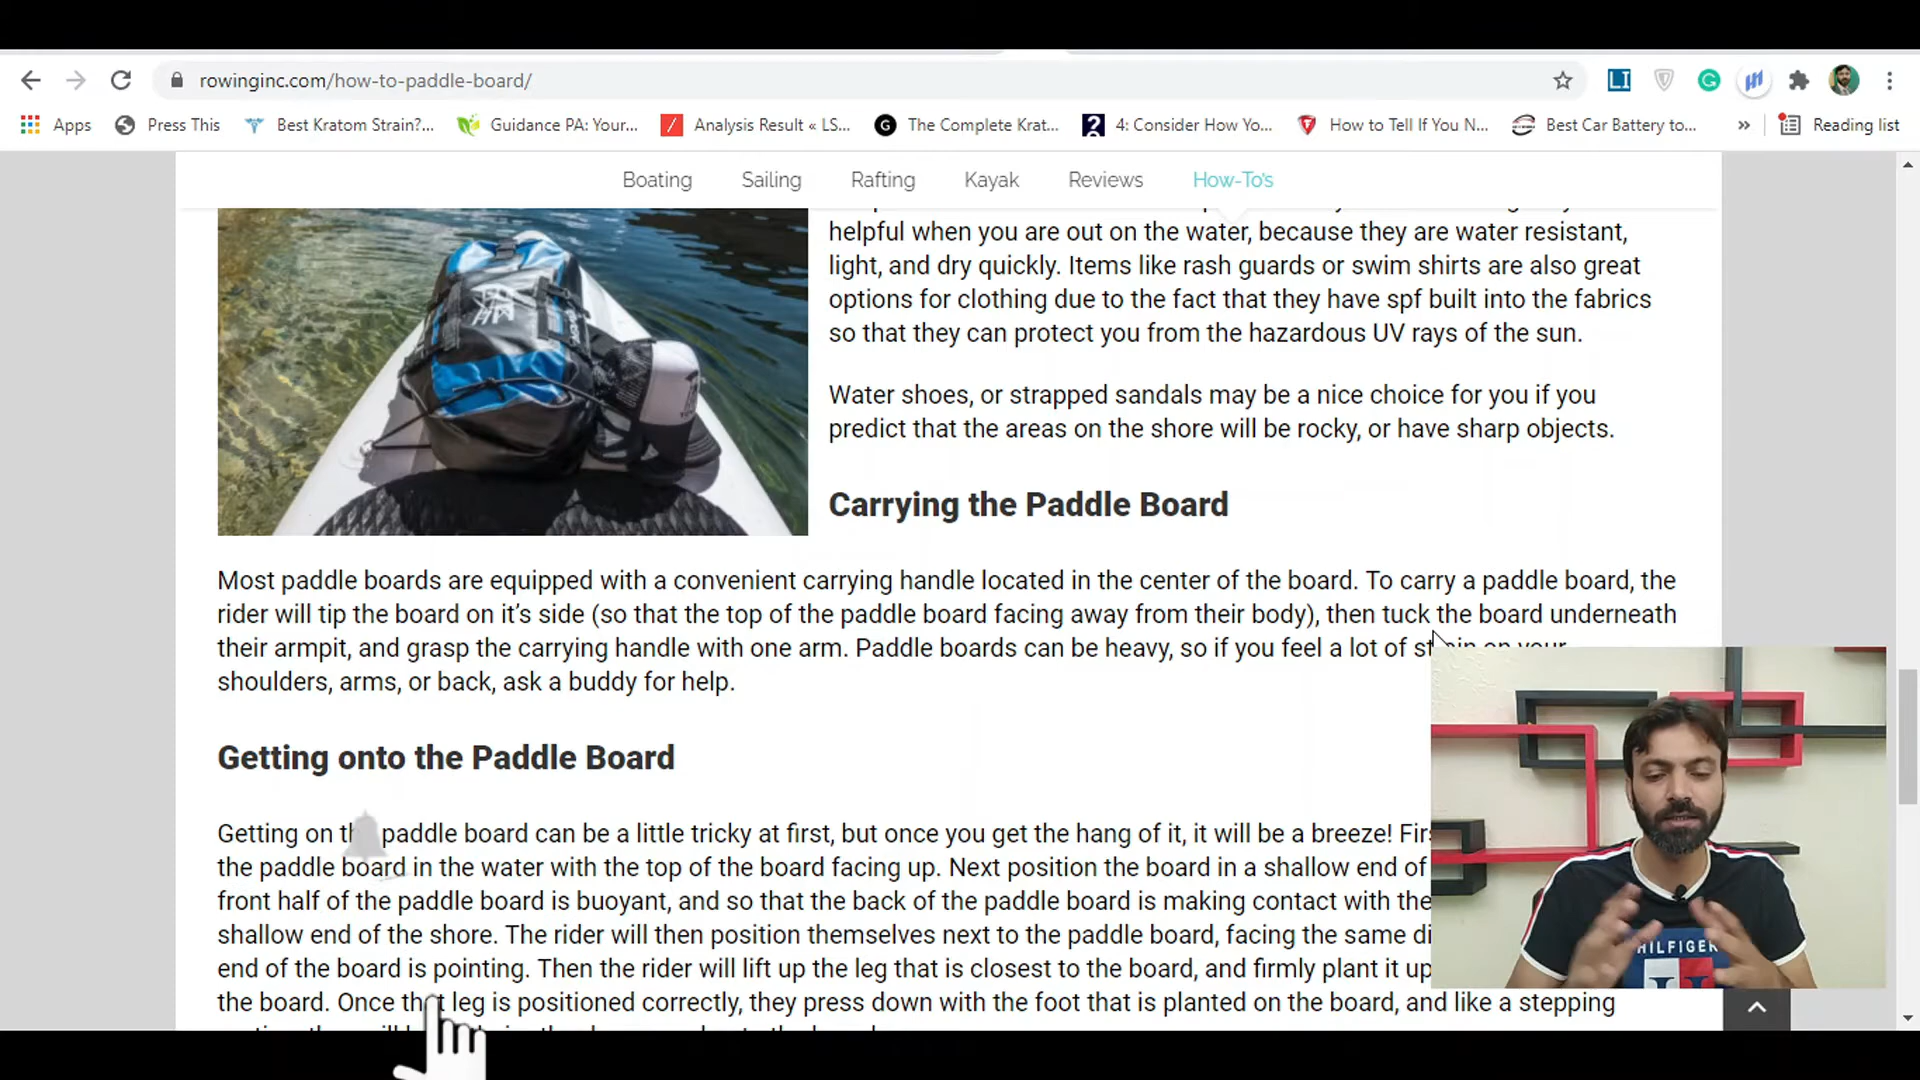 rowinginc.com/how-to-paddle-board/
Apps Press This Best Kratom Strain?... Guidance PA: Your... Analysis Result « LS... The Complete Krat... 4: Consider How Yo... How to Tell If You N... Best Car Battery to... » Reading list
Boating Sailing Rafting Kayak Reviews How-To's
helpful when you are out on the water, because they are water resistant,
light, and dry quickly. Items like rash guards or swim shirts are also great
options for clothing due to the fact that they have spf built into the fabrics
so that they can protect you from the hazardous UV rays of the sun.
Water shoes, or strapped sandals may be a nice choice for you if you
predict that the areas on the shore will be rocky, or have sharp objects.
Carrying the Paddle Board
Most paddle boards are equipped with a convenient carrying handle located in the center of the board. To carry a paddle board, the
rider will tip the board on it's side (so that the top of the paddle board facing away from their body), then tuck the board underneath
their armpit, and grasp the carrying handle with one arm. Paddle boards can be heavy, so if you feel a lot of strain on your
shoulders, arms, or back, ask a buddy for help.
Getting onto the Paddle Board
Getting on paddle board can be a little tricky at first, but once you get the hang of it, it will be a breeze!
the paddle board in the water with the top of the board facing up. Next position the board in a shallow end of
front half of the paddle board is buoyant, and so that the back of the paddle board is making contact with the
shallow end of the shore. The rider will then position themselves next to the paddle board, facing the same
end of the board is pointing. Then the rider will lift up the leg that is closest to the board, and firmly plant it up
the board. Once that leg is positioned correctly, they press down with the foot that is planted on the board, and like a stepping
HILFIGER